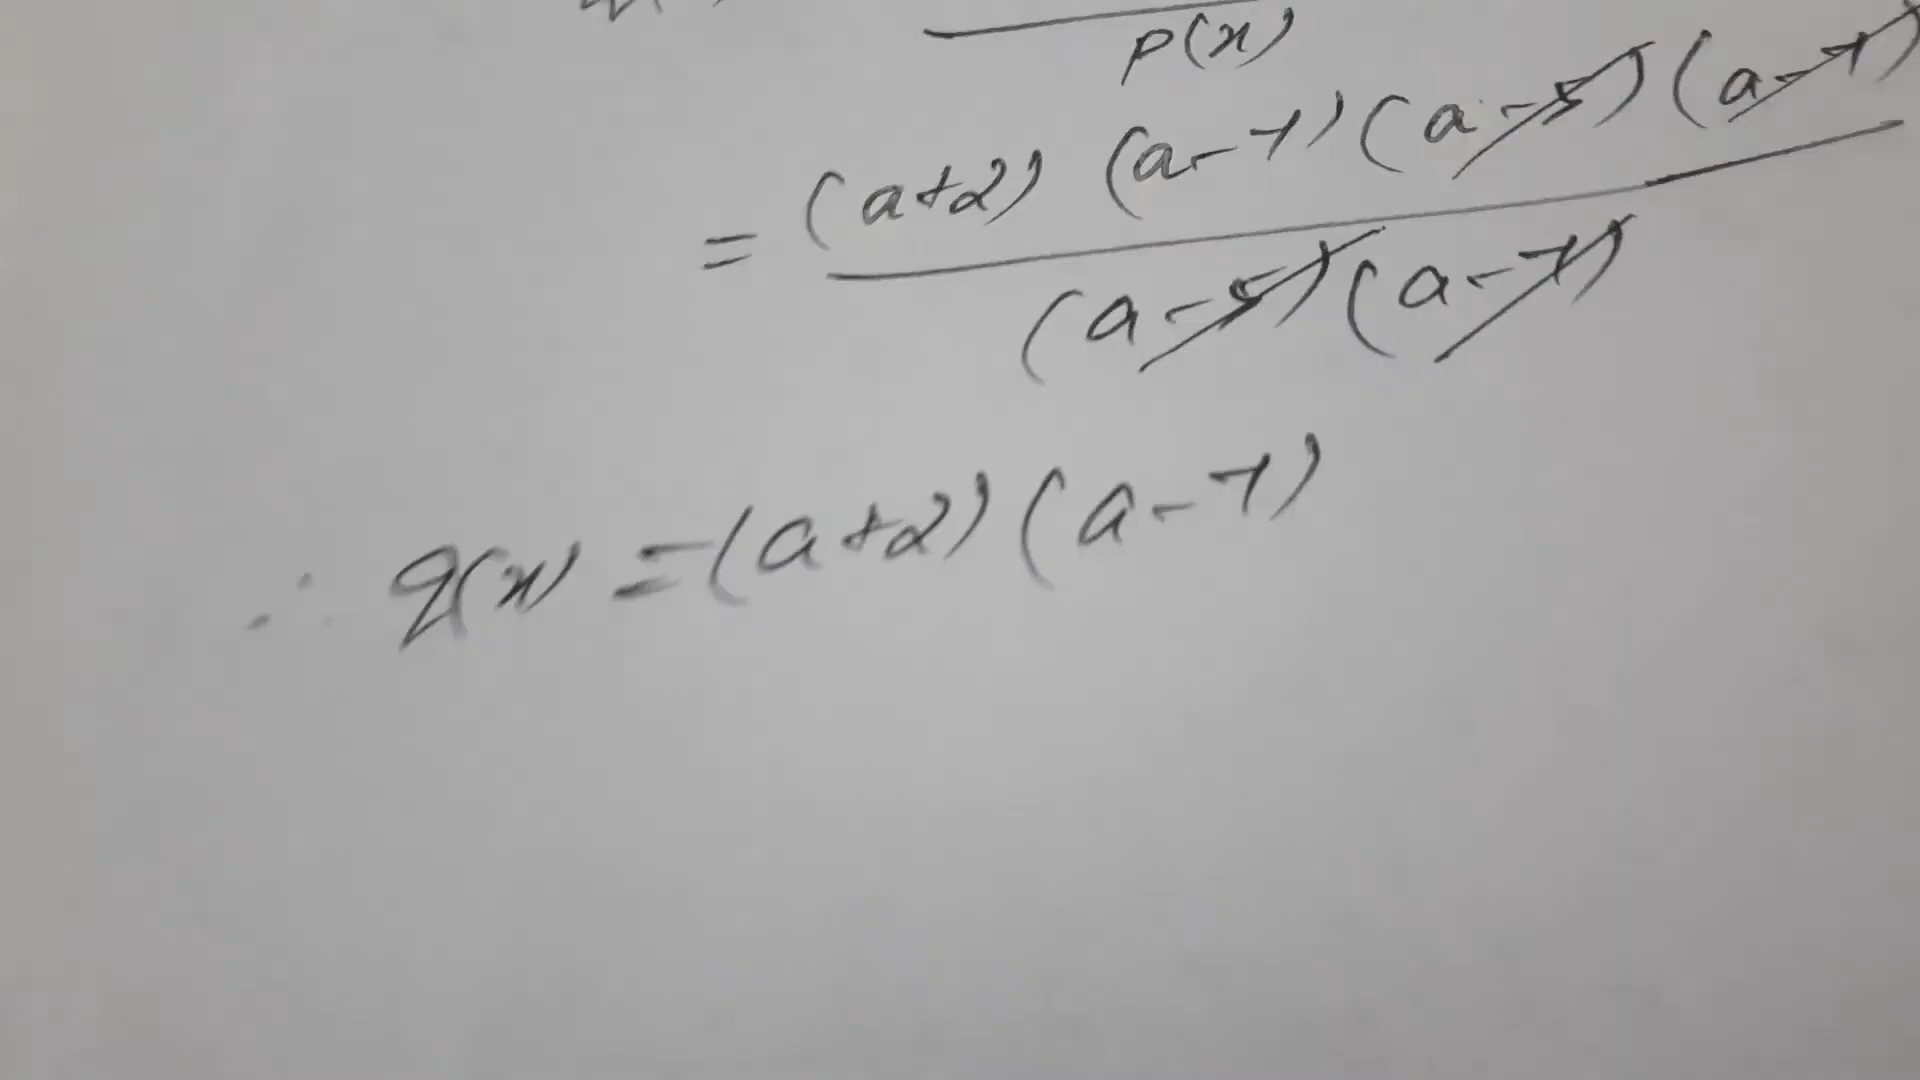 P(x)
= (a+2) (a-7) (a-5) (a-7)
(a-5) (a-7)
∴ q(x) = (a+2) (a-7)